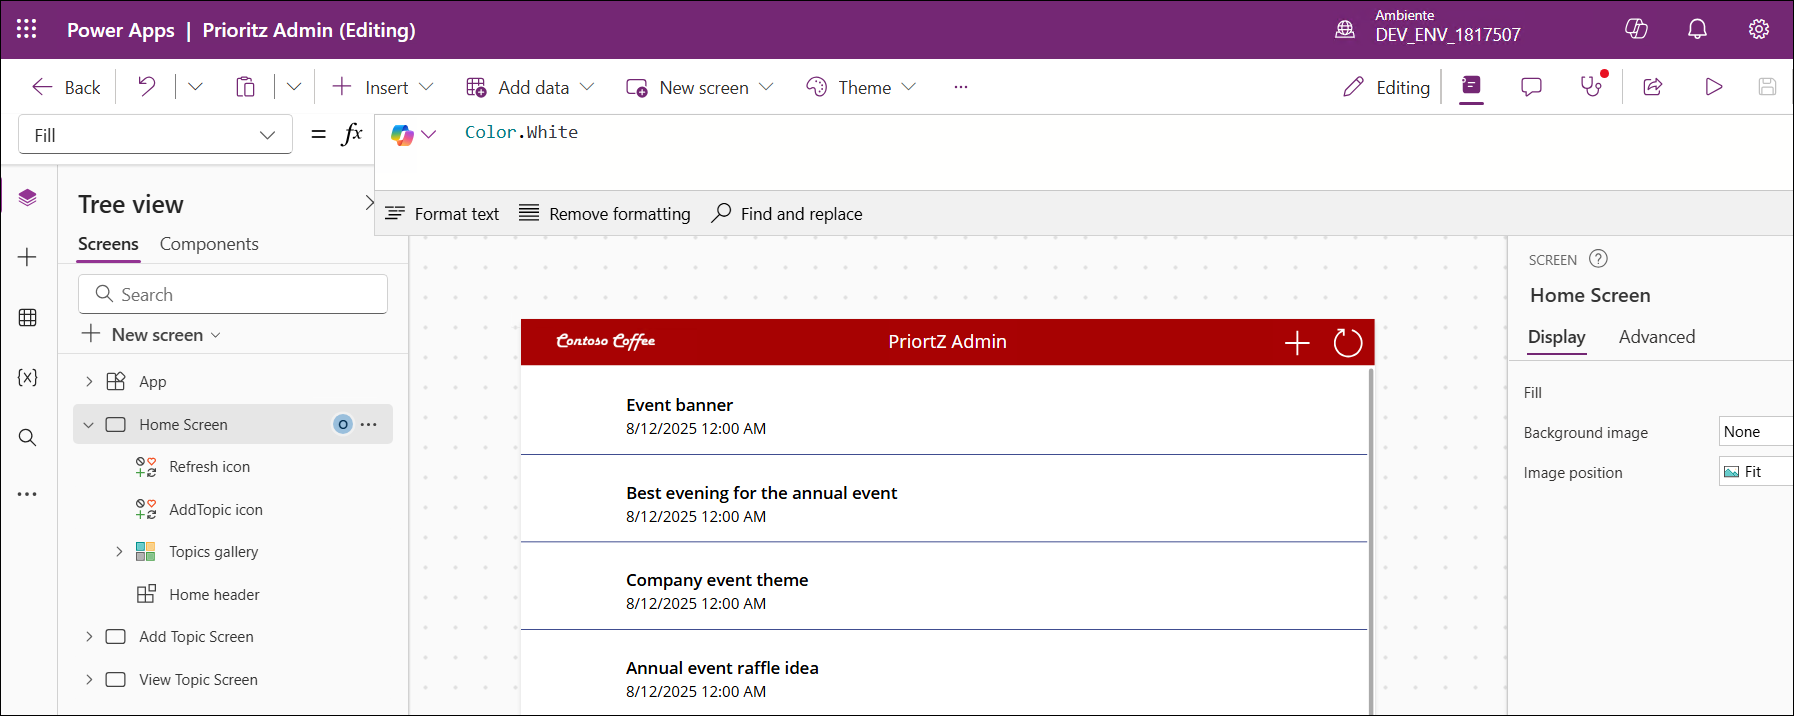 Power Apps | Prioritz Admin (Editing)
Ambiente
DEV_ENV_1817507
Back
Insert
Add data
New screen
Theme
...
Editing
Fill
= fx
Color.White
Format text
Remove formatting
Find and replace
Tree view
Screens
Components
Search
New screen
App
Home Screen
O
Refresh icon
AddTopic icon
Topics gallery
Home header
Add Topic Screen
View Topic Screen
Contoso Coffee
PriortZ Admin
Event banner
8/12/2025 12:00 AM
Best evening for the annual event
8/12/2025 12:00 AM
Company event theme
8/12/2025 12:00 AM
Annual event raffle idea
8/12/2025 12:00 AM
SCREEN
Home Screen
Display
Advanced
Fill
Background image
None
Image position
Fit